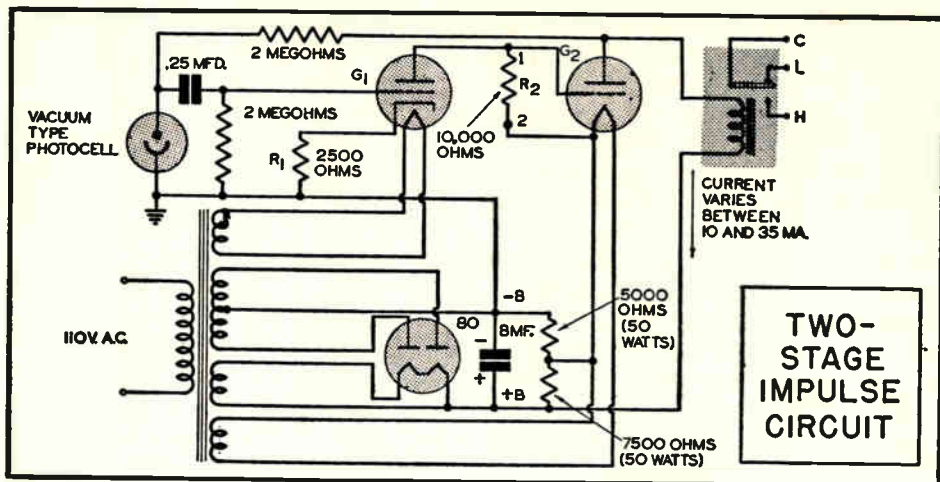 2 MEGOHMS
.25 MFD.
G1
G2
1
R2
2
C
L
H
2 MEGOHMS
VACUUM
TYPE
PHOTOCELL
R1
2500
OHMS
10,000
OHMS
CURRENT
VARIES
BETWEEN
10 AND 35 MA.
110V. A.C.
80
-B
8MF.
-
+
+B
5000
OHMS
(50
WATTS)
7500 OHMS
(50 WATTS)
TWO-
STAGE
IMPULSE
CIRCUIT